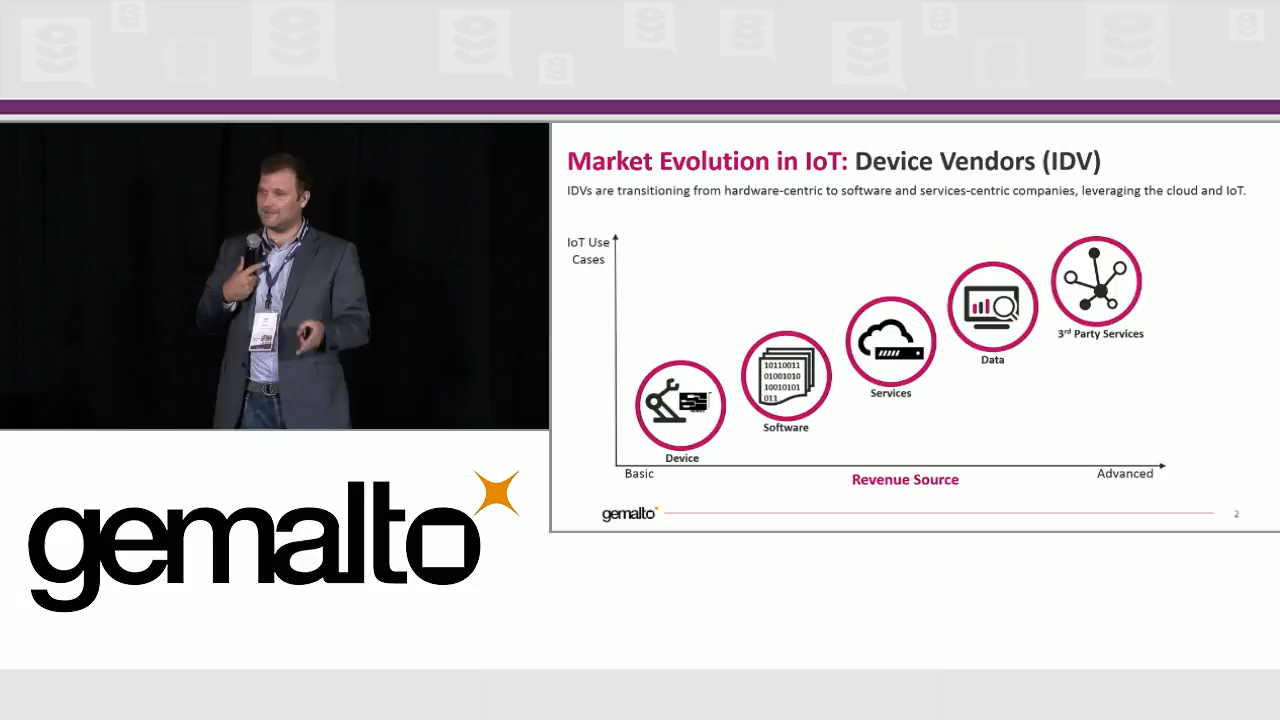 Market Evolution in IoT: Device Vendors (IDV)
IDVs are transitioning from hardware-centric to software and services-centric companies, leveraging the cloud and IoT.
IoT Use
Cases
3rd Party Services
Data
Services
10110011
01001010
10010101
011
Software
Device
Basic
Advanced
Revenue Source
gemalto
2
gemalto